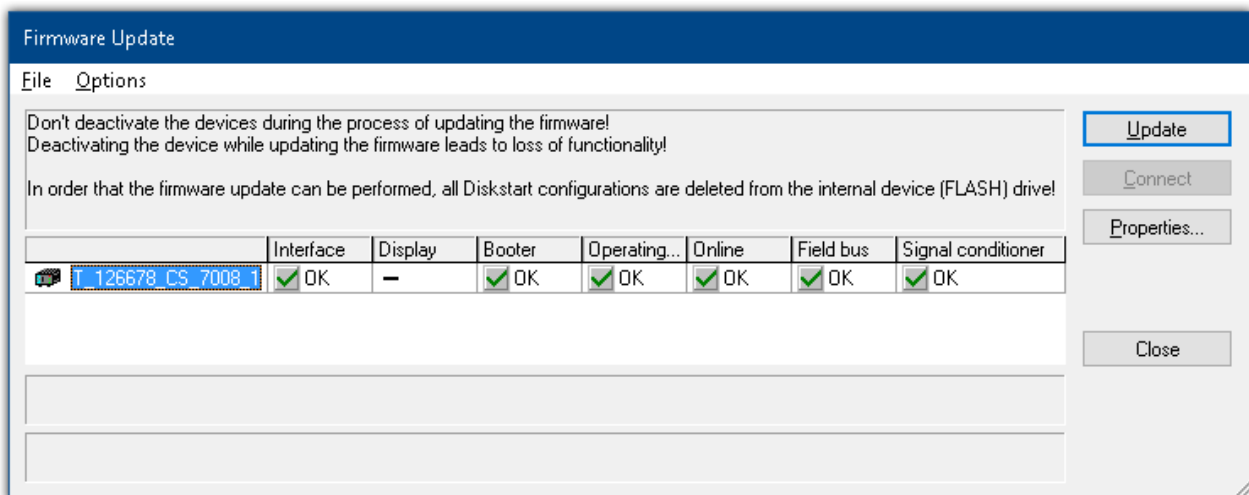 Firmware Update
File Options
Don't deactivate the devices during the process of updating the firmware!
Deactivating the device while updating the firmware leads to loss of functionality!
In order that the firmware update can be performed, all Diskstart configurations are deleted from the internal device (FLASH) drive!
Update
Connect
Properties...
Interface Display Booter Operating... Online Field bus Signal conditioner
T_126678_CS_7008_1 OK – OK OK OK OK OK
Close